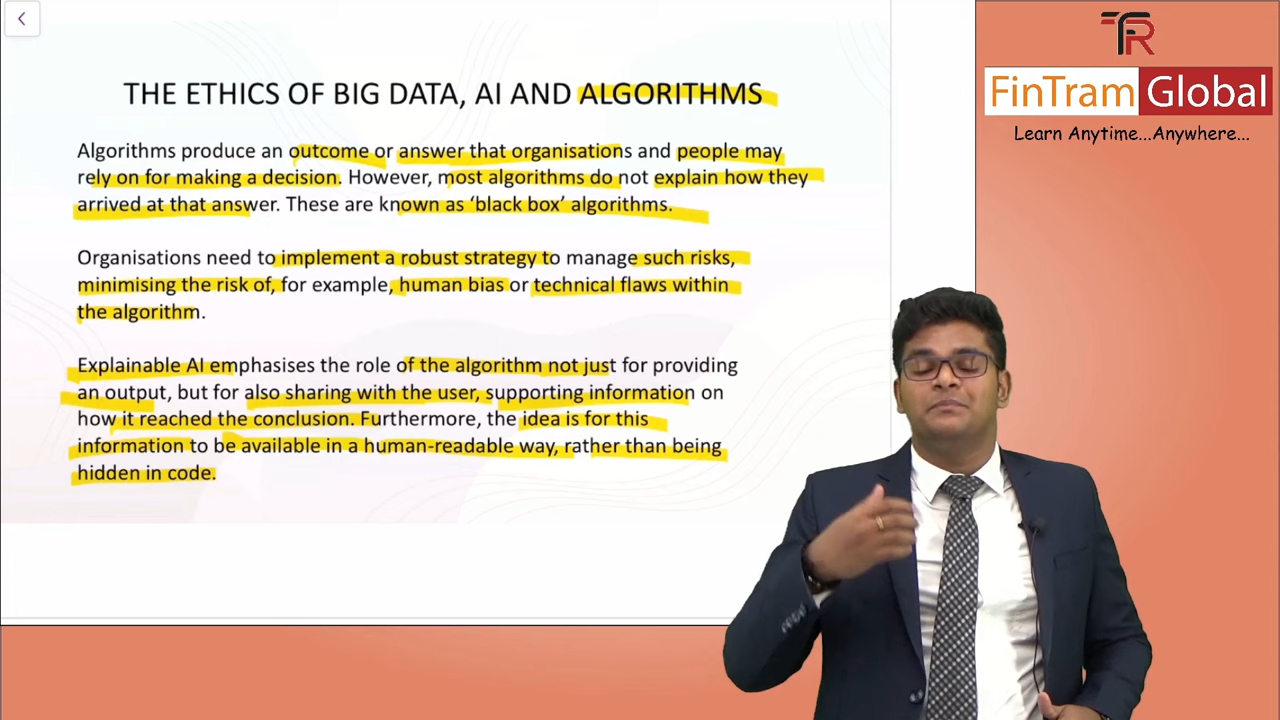 THE ETHICS OF BIG DATA, AI AND ALGORITHMS
Algorithms produce an outcome or answer that organisations and people may
rely on for making a decision. However, most algorithms do not explain how they
arrived at that answer. These are known as ‘black box’ algorithms.
Organisations need to implement a robust strategy to manage such risks,
minimising the risk of, for example, human bias or technical flaws within
the algorithm.
Explainable AI emphasises the role of the algorithm not just for providing
an output, but for also sharing with the user, supporting information on
how it reached the conclusion. Furthermore, the idea is for this
information to be available in a human-readable way, rather than being
hidden in code.
FinTram Global
Learn Anytime...Anywhere...